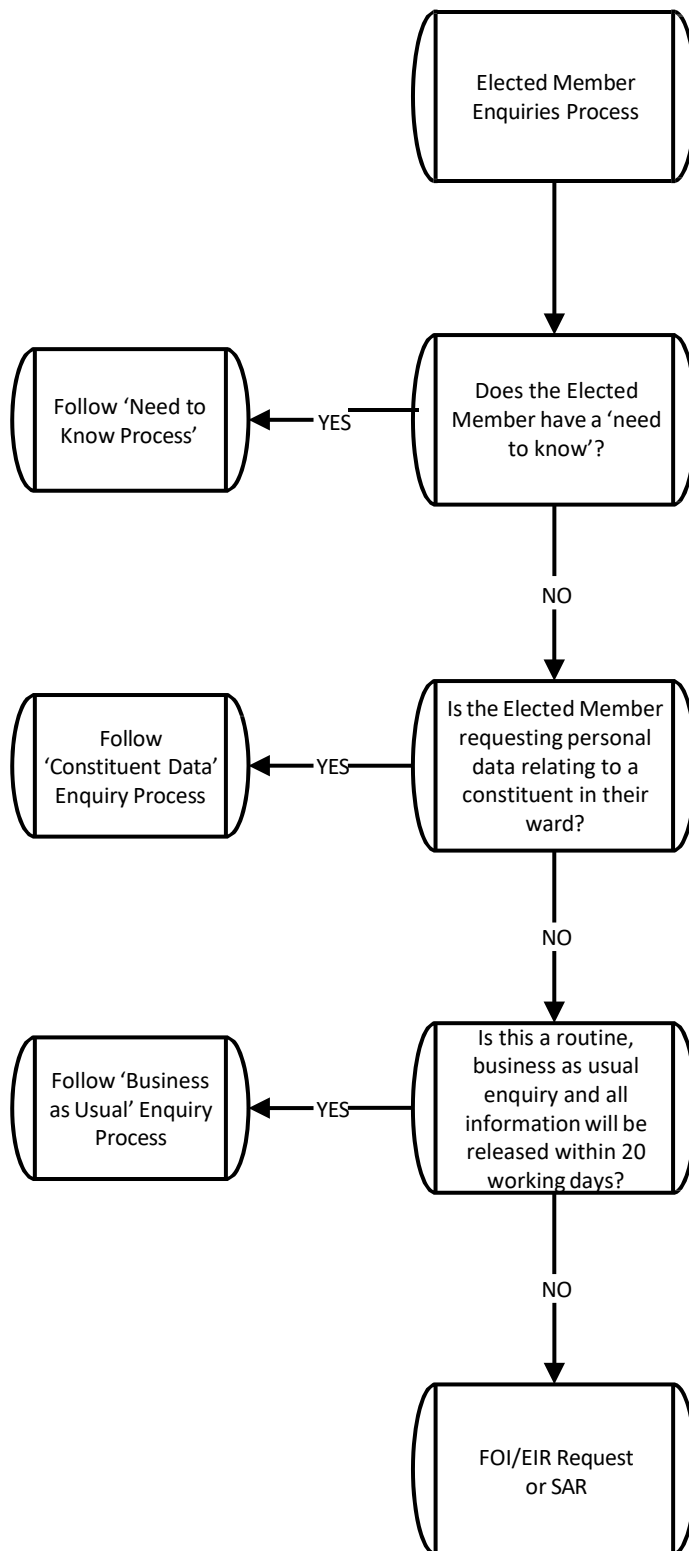 Elected Member
Enquiries Process
Does the Elected
Member have a ‘need
to know’?
YES
Follow ‘Need to
Know Process’
NO
Is the Elected Member
requesting personal
data relating to a
constituent in their
ward?
YES
Follow
‘Constituent Data’
Enquiry Process
NO
Is this a routine,
business as usual
enquiry and all
information will be
released within 20
working days?
YES
Follow ‘Business
as Usual’ Enquiry
Process
NO
FOI/EIR Request
or SAR